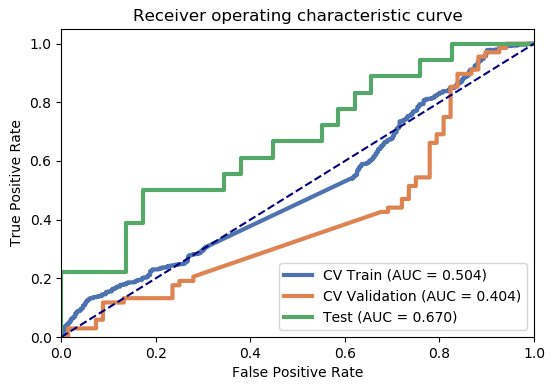 Receiver operating characteristic curve
True Positive Rate
1.0
0.8
0.6
0.4
0.2
0.0
CV Train (AUC = 0.504)
CV Validation (AUC = 0.404)
Test (AUC = 0.670)
0.0 0.2 0.4 0.6 0.8 1.0
False Positive Rate